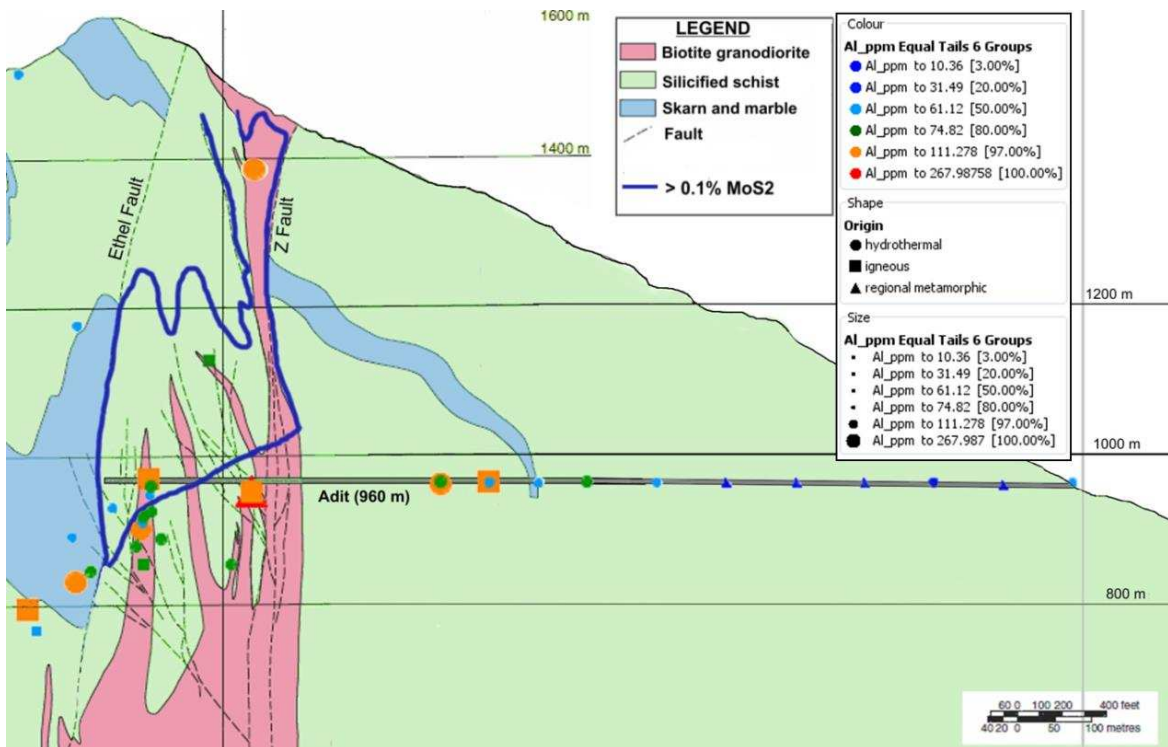 1600 m
1400 m
1200 m
1000 m
800 m
Ethel Fault
Z Fault
Adit (960 m)
LEGEND
Biotite granodiorite
Silicified schist
Skarn and marble
Fault
> 0.1% MoS2
Colour
Al_ppm Equal Tails 6 Groups
Al_ppm to 10.36 [3.00%]
Al_ppm to 31.49 [20.00%]
Al_ppm to 61.12 [50.00%]
Al_ppm to 74.82 [80.00%]
Al_ppm to 111.278 [97.00%]
Al_ppm to 267.98758 [100.00%]
Shape
Origin
hydrothermal
igneous
regional metamorphic
Size
Al_ppm Equal Tails 6 Groups
Al_ppm to 10.36 [3.00%]
Al_ppm to 31.49 [20.00%]
Al_ppm to 61.12 [50.00%]
Al_ppm to 74.82 [80.00%]
Al_ppm to 111.278 [97.00%]
Al_ppm to 267.987 [100.00%]
60 0 100 200 400 feet
40 20 0 50 100 metres